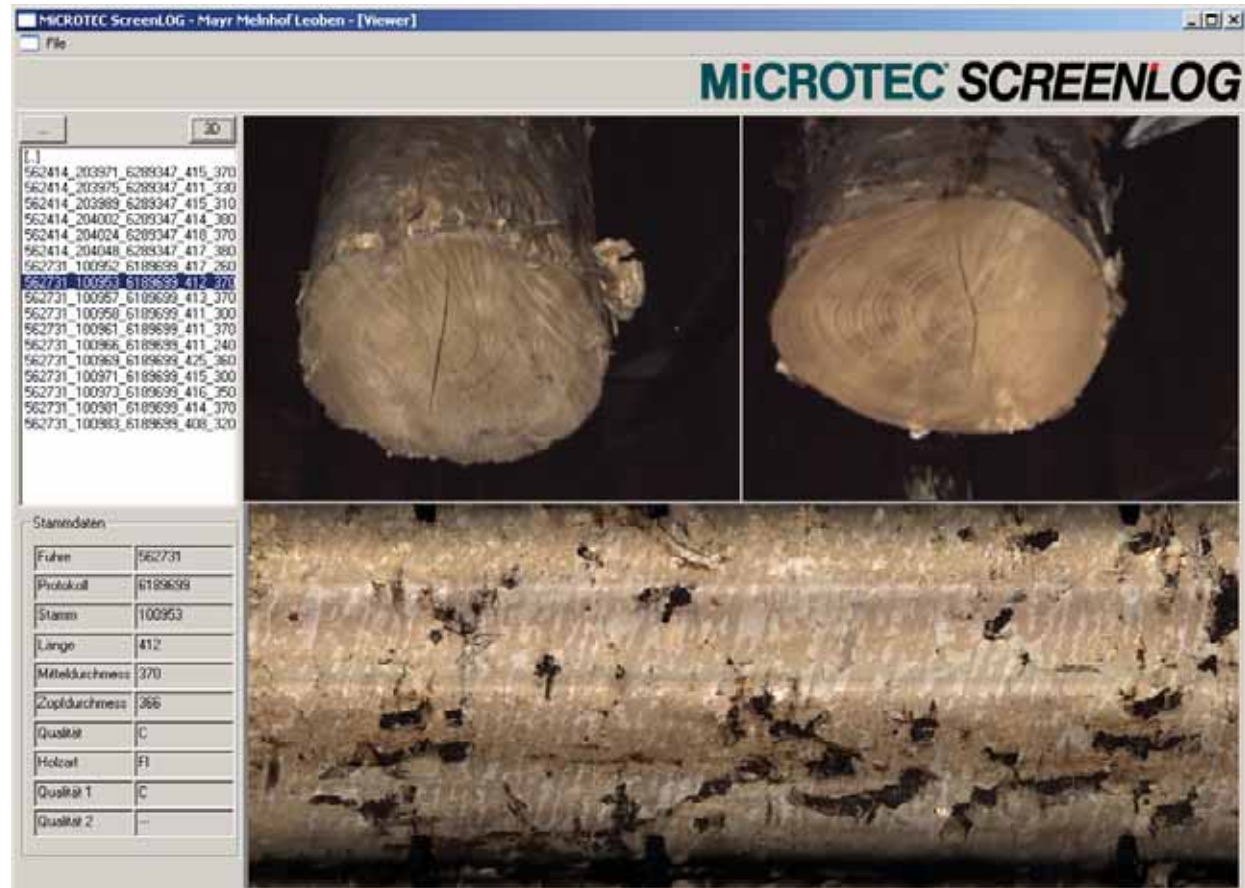 MiCROTEC ScreenLOG - Mayr Melnhof Leoben - [Viewer]
File
MiCROTEC SCREENLOG
... 3D
[..]
562414_203971_6289347_415_370
562414_203975_6289347_411_330
562414_203989_6289347_415_310
562414_204002_6289347_414_380
562414_204024_6289347_418_370
562414_204048_6289347_417_380
562731_100952_6189699_417_260
562731_100953_6189699_412_370
562731_100957_6189699_413_370
562731_100958_6189699_411_300
562731_100961_6189699_411_370
562731_100966_6189699_411_240
562731_100969_6189699_425_360
562731_100971_6189699_415_300
562731_100973_6189699_416_350
562731_100981_6189699_414_370
562731_100983_6189699_408_320
Stammdaten
Fuhre 562731
Protokoll 6189699
Stamm 100953
Länge 412
Mitteldurchmess 370
Zopfdurchmess 366
Qualität C
Holzart FI
Qualität 1 C
Qualität 2 ---